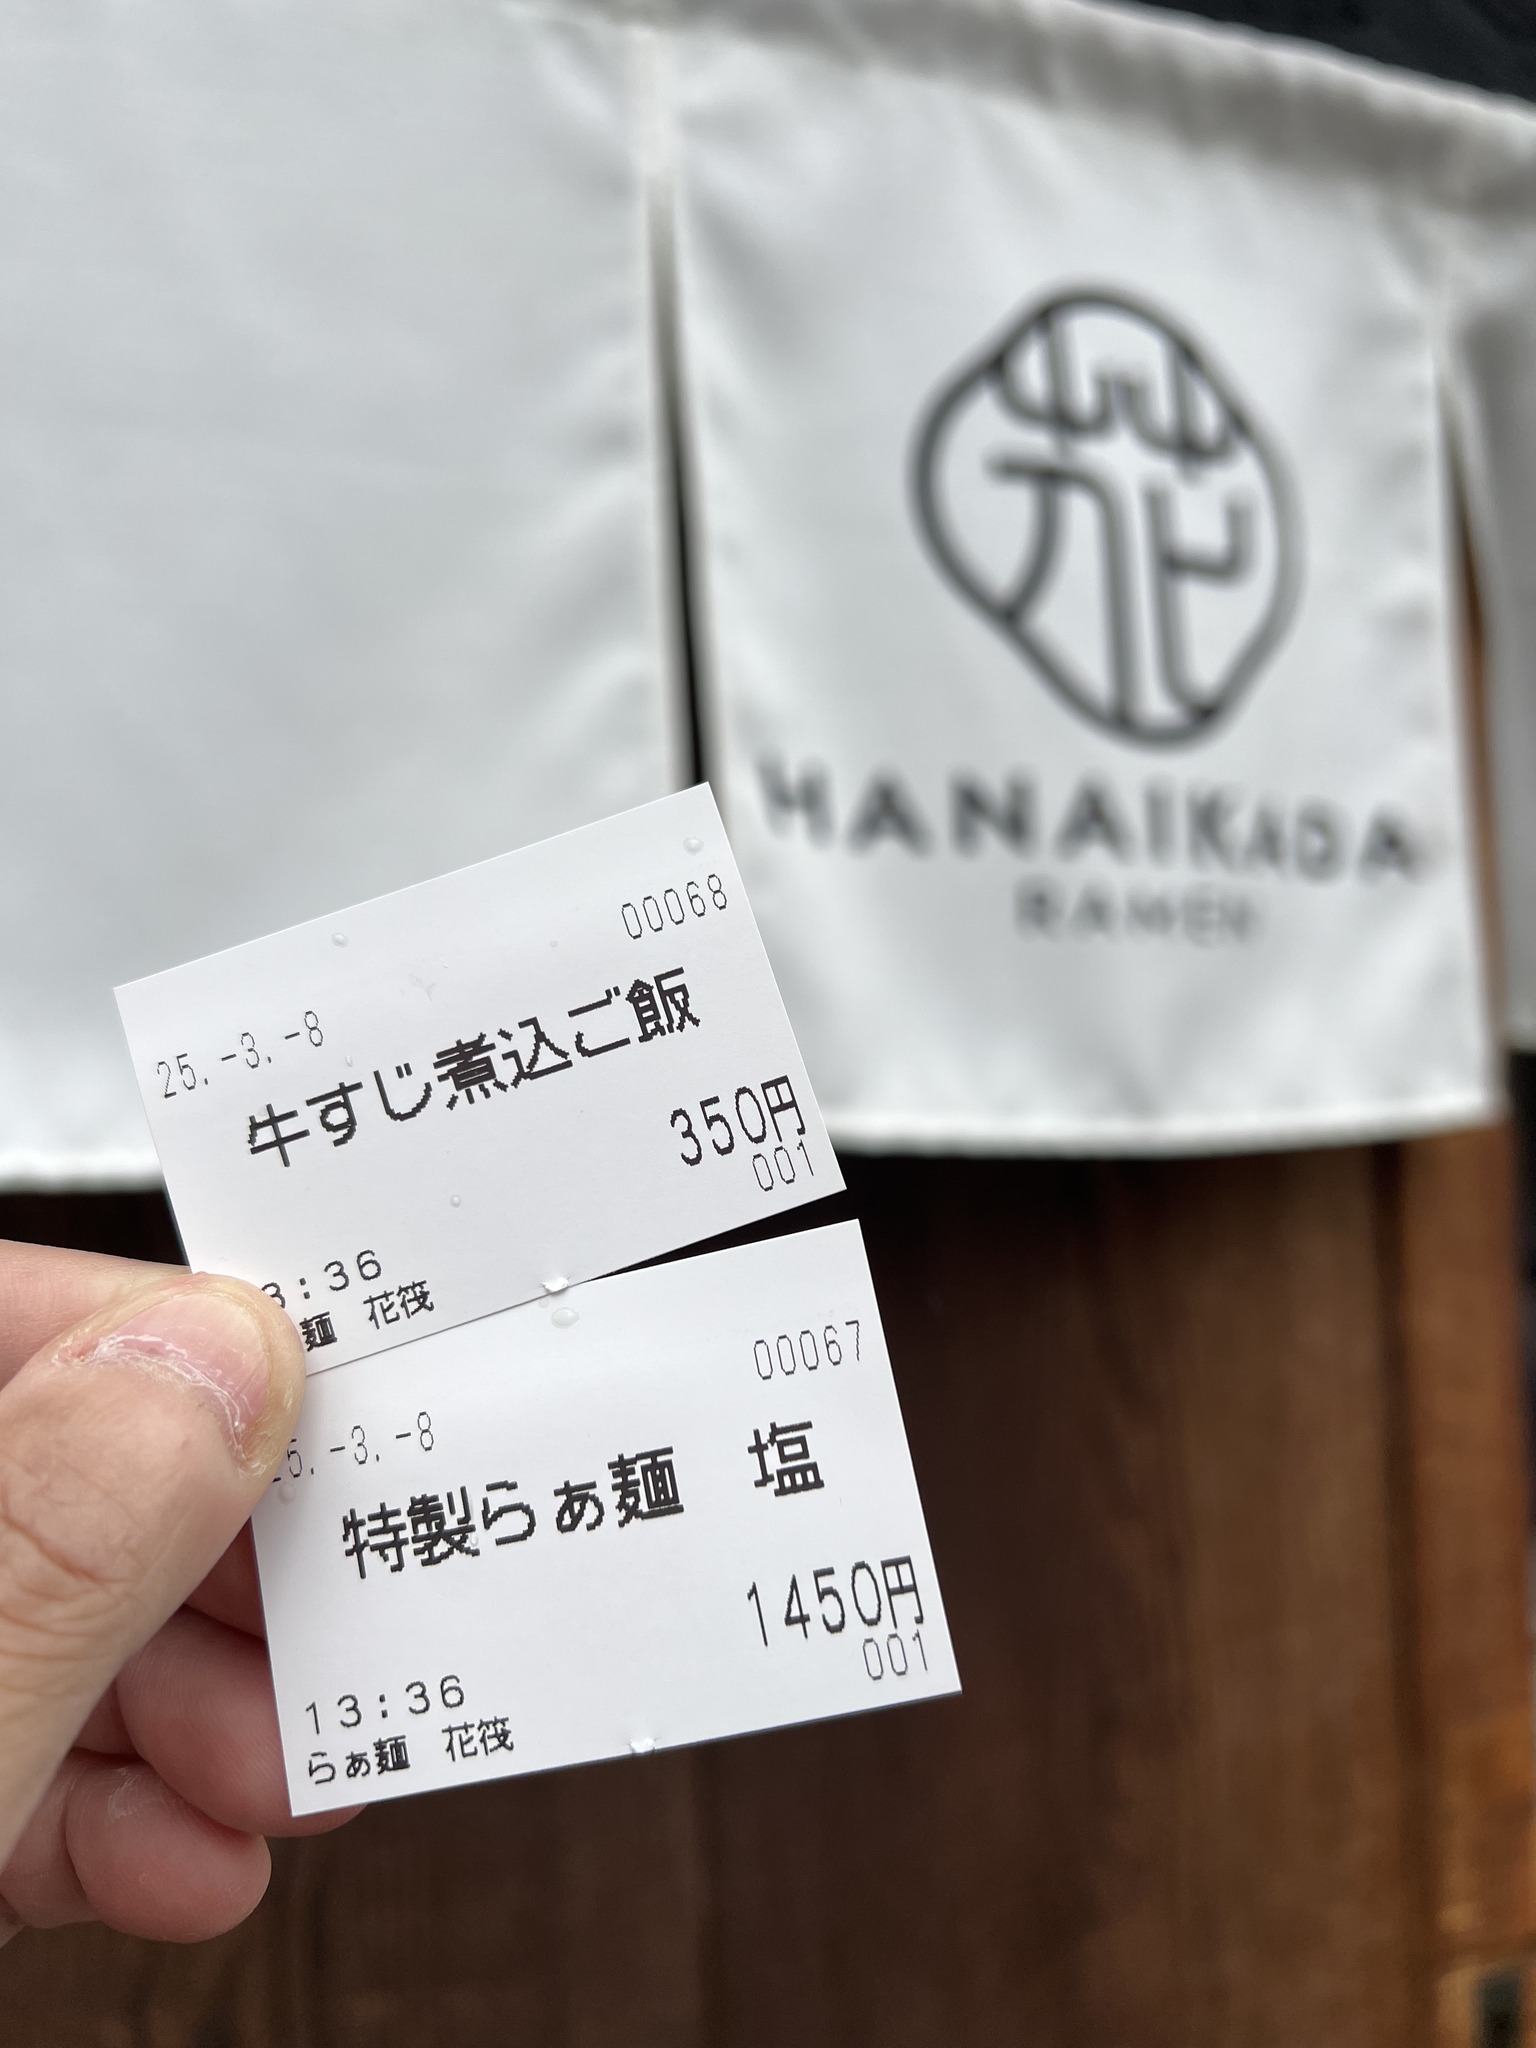 花
HANAIKADA
RAMEN
00068
25.-3.-8
牛すじ煮込ご飯
350円
001
3:36
麺 花筏
00067
5.-3.-8
特製らぁ麺 塩
1450円
001
13:36
らぁ麺 花筏